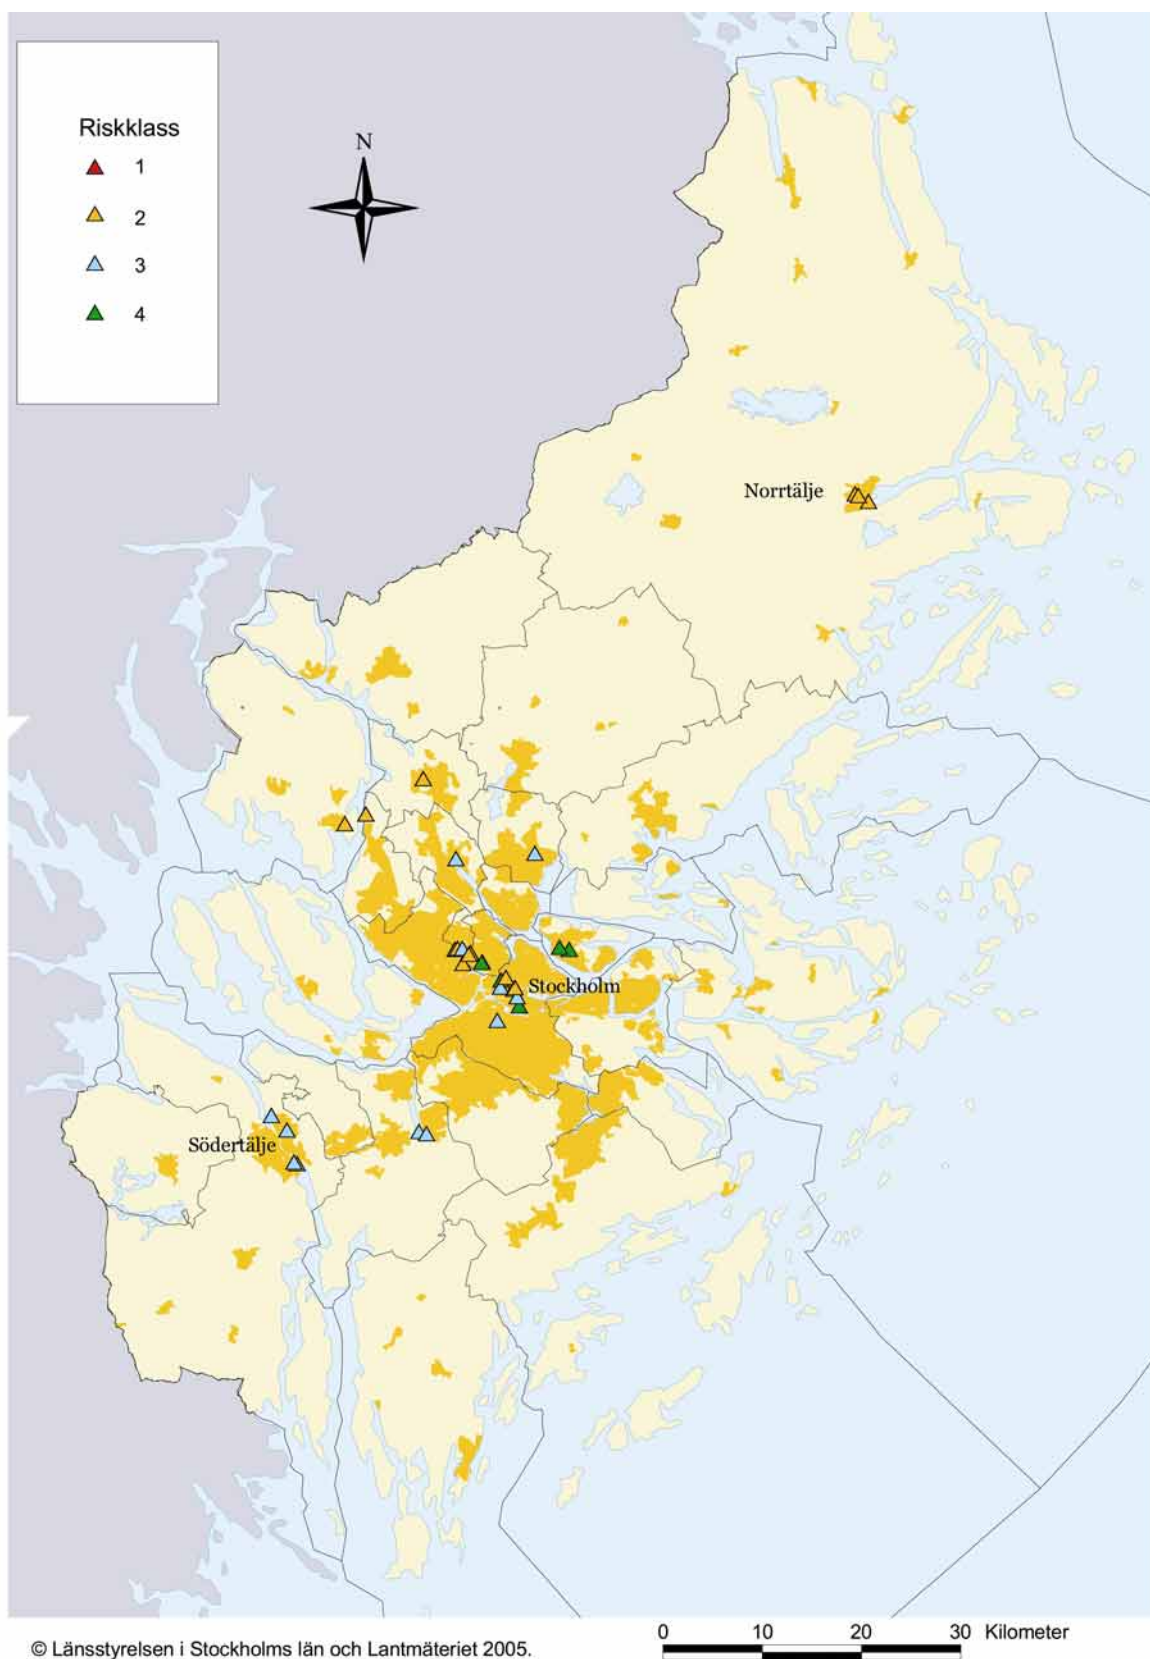 Riskklass
1
2
3
4
N
Norrtälje
Stockholm
Södertälje
0 10 20 30 Kilometer
© Länsstyrelsen i Stockholms län och Lantmäteriet 2005.